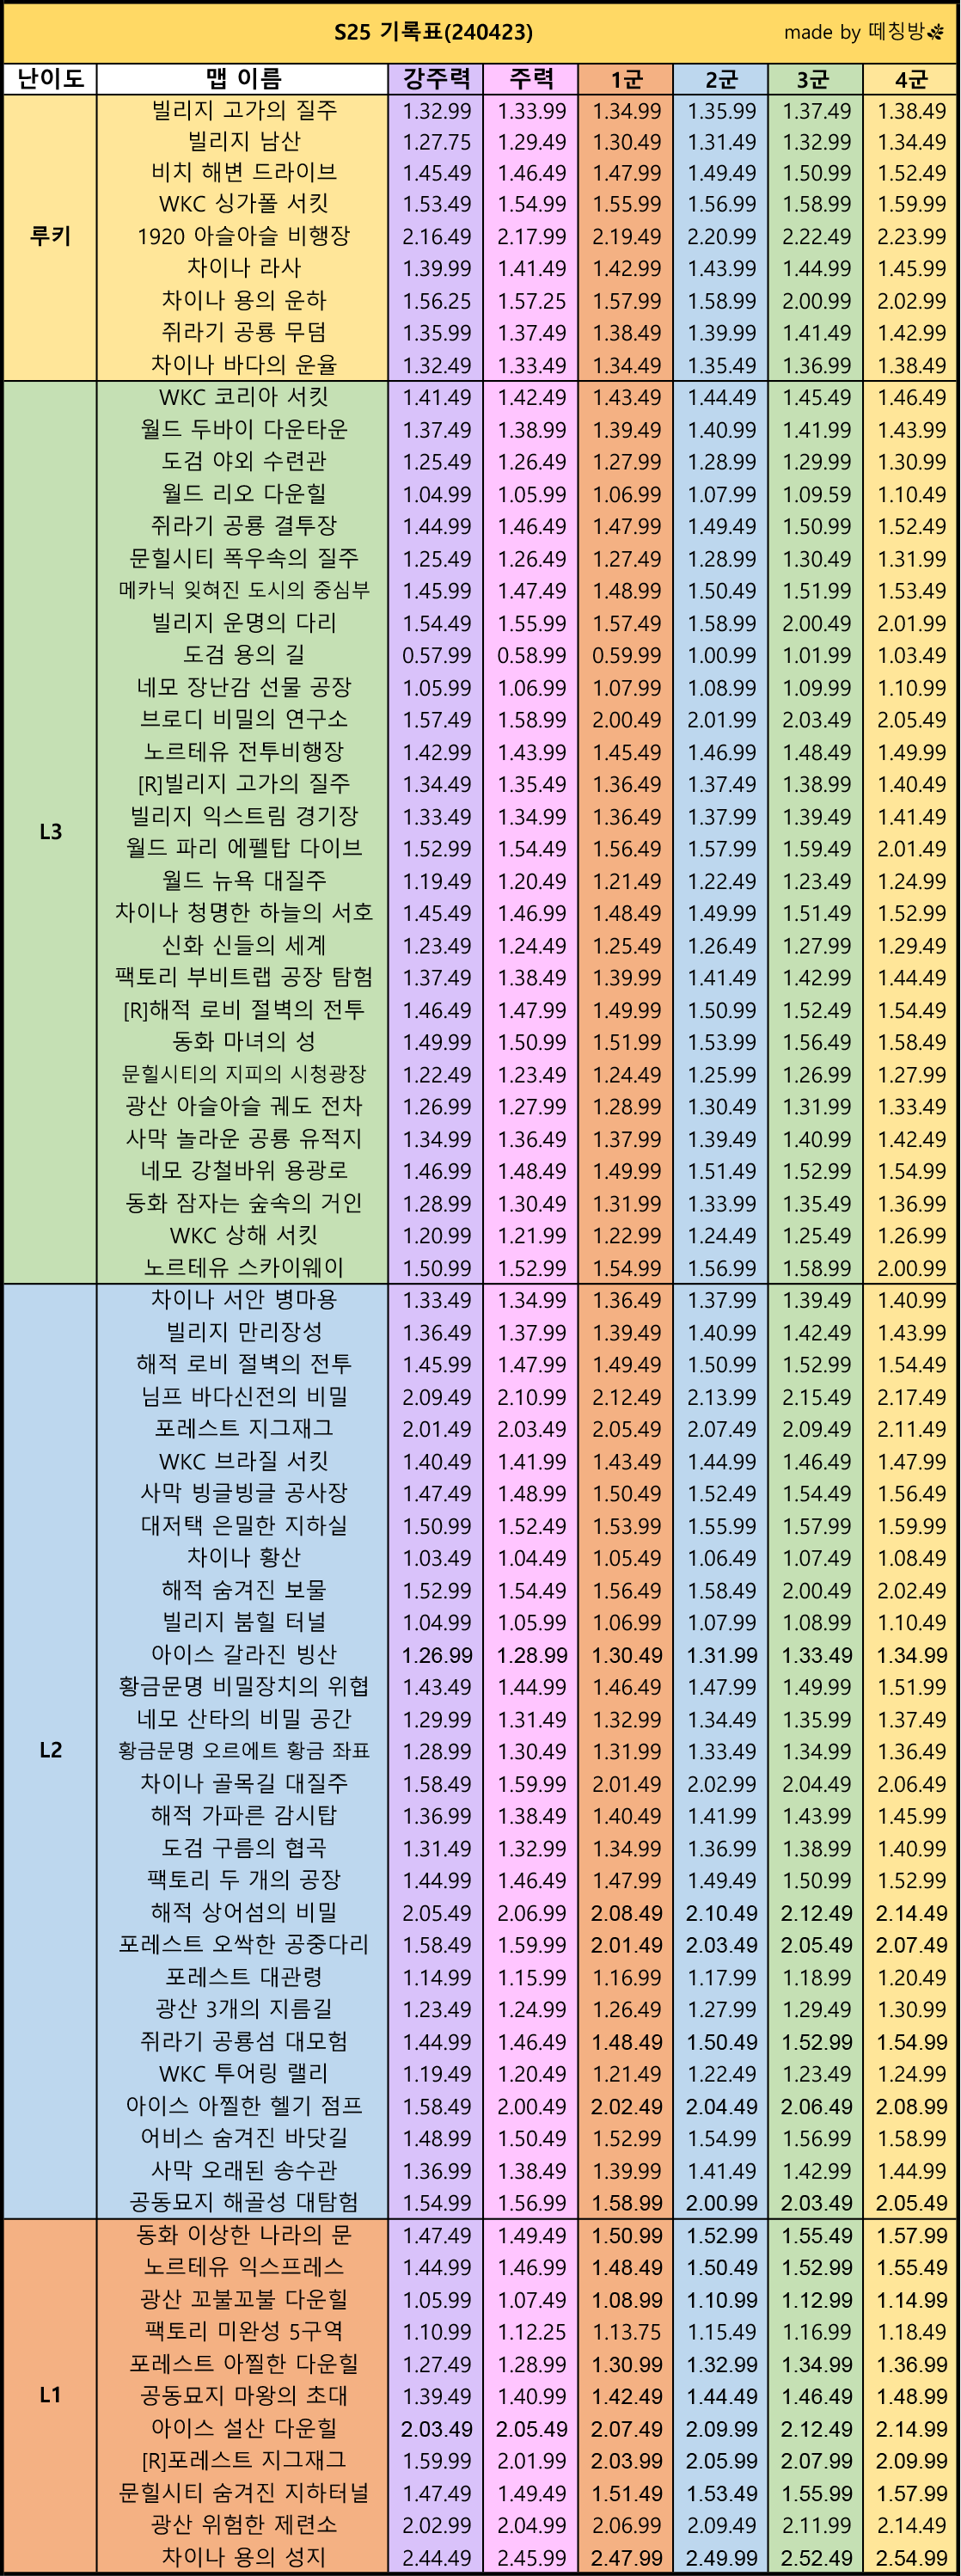 S25 기록표(240423) made by 떼칭방
난이도 맵 이름 강주력 주력 1군 2군 3군 4군
빌리지 고가의 질주 1.32.99 1.33.99 1.34.99 1.35.99 1.37.49 1.38.49
빌리지 남산 1.27.75 1.29.49 1.30.49 1.31.49 1.32.99 1.34.49
비치 해변 드라이브 1.45.49 1.46.49 1.47.99 1.49.49 1.50.99 1.52.49
WKC 싱가폴 서킷 1.53.49 1.54.99 1.55.99 1.56.99 1.58.99 1.59.99
루키 1920 아슬아슬 비행장 2.16.49 2.17.99 2.19.49 2.20.99 2.22.49 2.23.99
차이나 라사 1.39.99 1.41.49 1.42.99 1.43.99 1.44.99 1.45.99
차이나 용의 운하 1.56.25 1.57.25 1.57.99 1.58.99 2.00.99 2.02.99
쥐라기 공룡 무덤 1.35.99 1.37.49 1.38.49 1.39.99 1.41.49 1.42.99
차이나 바다의 운율 1.32.49 1.33.49 1.34.49 1.35.49 1.36.99 1.38.49
WKC 코리아 서킷 1.41.49 1.42.49 1.43.49 1.44.49 1.45.49 1.46.49
월드 두바이 다운타운 1.37.49 1.38.99 1.39.49 1.40.99 1.41.99 1.43.99
도검 야외 수련관 1.25.49 1.26.49 1.27.99 1.28.99 1.29.99 1.30.99
월드 리오 다운힐 1.04.99 1.05.99 1.06.99 1.07.99 1.09.59 1.10.49
쥐라기 공룡 결투장 1.44.99 1.46.49 1.47.99 1.49.49 1.50.99 1.52.49
문힐시티 폭우속의 질주 1.25.49 1.26.49 1.27.49 1.28.99 1.30.49 1.31.99
메카닉 잊혀진 도시의 중심부 1.45.99 1.47.49 1.48.99 1.50.49 1.51.99 1.53.49
빌리지 운명의 다리 1.54.49 1.55.99 1.57.49 1.58.99 2.00.49 2.01.99
도검 용의 길 0.57.99 0.58.99 0.59.99 1.00.99 1.01.99 1.03.49
네모 장난감 선물 공장 1.05.99 1.06.99 1.07.99 1.08.99 1.09.99 1.10.99
브로디 비밀의 연구소 1.57.49 1.58.99 2.00.49 2.01.99 2.03.49 2.05.49
노르테유 전투비행장 1.42.99 1.43.99 1.45.49 1.46.99 1.48.49 1.49.99
[R]빌리지 고가의 질주 1.34.49 1.35.49 1.36.49 1.37.49 1.38.99 1.40.49
빌리지 익스트림 경기장 1.33.49 1.34.99 1.36.49 1.37.99 1.39.49 1.41.49
L3 월드 파리 에펠탑 다이브 1.52.99 1.54.49 1.56.49 1.57.99 1.59.49 2.01.49
월드 뉴욕 대질주 1.19.49 1.20.49 1.21.49 1.22.49 1.23.49 1.24.99
차이나 청명한 하늘의 서호 1.45.49 1.46.99 1.48.49 1.49.99 1.51.49 1.52.99
신화 신들의 세계 1.23.49 1.24.49 1.25.49 1.26.49 1.27.99 1.29.49
팩토리 부비트랩 공장 탐험 1.37.49 1.38.49 1.39.99 1.41.49 1.42.99 1.44.49
[R]해적 로비 절벽의 전투 1.46.49 1.47.99 1.49.99 1.50.99 1.52.49 1.54.49
동화 마녀의 성 1.49.99 1.50.99 1.51.99 1.53.99 1.56.49 1.58.49
문힐시티의 지피의 시청광장 1.22.49 1.23.49 1.24.49 1.25.99 1.26.99 1.27.99
광산 아슬아슬 궤도 전차 1.26.99 1.27.99 1.28.99 1.30.49 1.31.99 1.33.49
사막 놀라운 공룡 유적지 1.34.99 1.36.49 1.37.99 1.39.49 1.40.99 1.42.49
네모 강철바위 용광로 1.46.99 1.48.49 1.49.99 1.51.49 1.52.99 1.54.99
동화 잠자는 숲속의 거인 1.28.99 1.30.49 1.31.99 1.33.99 1.35.49 1.36.99
WKC 상해 서킷 1.20.99 1.21.99 1.22.99 1.24.49 1.25.49 1.26.99
노르테유 스카이웨이 1.50.99 1.52.99 1.54.99 1.56.99 1.58.99 2.00.99
차이나 서안 병마용 1.33.49 1.34.99 1.36.49 1.37.99 1.39.49 1.40.99
빌리지 만리장성 1.36.49 1.37.99 1.39.49 1.40.99 1.42.49 1.43.99
해적 로비 절벽의 전투 1.45.99 1.47.99 1.49.49 1.50.99 1.52.99 1.54.49
님프 바다신전의 비밀 2.09.49 2.10.99 2.12.49 2.13.99 2.15.49 2.17.49
포레스트 지그재그 2.01.49 2.03.49 2.05.49 2.07.49 2.09.49 2.11.49
WKC 브라질 서킷 1.40.49 1.41.99 1.43.49 1.44.99 1.46.49 1.47.99
사막 빙글빙글 공사장 1.47.49 1.48.99 1.50.49 1.52.49 1.54.49 1.56.49
대저택 은밀한 지하실 1.50.99 1.52.49 1.53.99 1.55.99 1.57.99 1.59.99
차이나 황산 1.03.49 1.04.49 1.05.49 1.06.49 1.07.49 1.08.49
해적 숨겨진 보물 1.52.99 1.54.49 1.56.49 1.58.49 2.00.49 2.02.49
빌리지 붐힐 터널 1.04.99 1.05.99 1.06.99 1.07.99 1.08.99 1.10.49
아이스 갈라진 빙산 1.26.99 1.28.99 1.30.49 1.31.99 1.33.49 1.34.99
황금문명 비밀장치의 위협 1.43.49 1.44.99 1.46.49 1.47.99 1.49.99 1.51.99
네모 산타의 비밀 공간 1.29.99 1.31.49 1.32.99 1.34.49 1.35.99 1.37.49
L2 황금문명 오르에트 황금 좌표 1.28.99 1.30.49 1.31.99 1.33.49 1.34.99 1.36.49
차이나 골목길 대질주 1.58.49 1.59.99 2.01.49 2.02.99 2.04.49 2.06.49
해적 가파른 감시탑 1.36.99 1.38.49 1.40.49 1.41.99 1.43.99 1.45.99
도검 구름의 협곡 1.31.49 1.32.99 1.34.99 1.36.99 1.38.99 1.40.99
팩토리 두 개의 공장 1.44.99 1.46.49 1.47.99 1.49.49 1.50.99 1.52.99
해적 상어섬의 비밀 2.05.49 2.06.99 2.08.49 2.10.49 2.12.49 2.14.49
포레스트 오싹한 공중다리 1.58.49 1.59.99 2.01.49 2.03.49 2.05.49 2.07.49
포레스트 대관령 1.14.99 1.15.99 1.16.99 1.17.99 1.18.99 1.20.49
광산 3개의 지름길 1.23.49 1.24.99 1.26.49 1.27.99 1.29.49 1.30.99
쥐라기 공룡섬 대모험 1.44.99 1.46.49 1.48.49 1.50.49 1.52.99 1.54.99
WKC 투어링 랠리 1.19.49 1.20.49 1.21.49 1.22.49 1.23.49 1.24.99
아이스 아찔한 헬기 점프 1.58.49 2.00.49 2.02.49 2.04.49 2.06.49 2.08.99
어비스 숨겨진 바닷길 1.48.99 1.50.49 1.52.99 1.54.99 1.56.99 1.58.99
사막 오래된 송수관 1.36.99 1.38.49 1.39.99 1.41.49 1.42.99 1.44.99
공동묘지 해골성 대탐험 1.54.99 1.56.99 1.58.99 2.00.99 2.03.49 2.05.49
동화 이상한 나라의 문 1.47.49 1.49.49 1.50.99 1.52.99 1.55.49 1.57.99
노르테유 익스프레스 1.44.99 1.46.99 1.48.49 1.50.49 1.52.99 1.55.49
광산 꼬불꼬불 다운힐 1.05.99 1.07.49 1.08.99 1.10.99 1.12.99 1.14.99
팩토리 미완성 5구역 1.10.99 1.12.25 1.13.75 1.15.49 1.16.99 1.18.49
포레스트 아찔한 다운힐 1.27.49 1.28.99 1.30.99 1.32.99 1.34.99 1.36.99
L1 공동묘지 마왕의 초대 1.39.49 1.40.99 1.42.49 1.44.49 1.46.49 1.48.99
아이스 설산 다운힐 2.03.49 2.05.49 2.07.49 2.09.99 2.12.49 2.14.99
[R]포레스트 지그재그 1.59.99 2.01.99 2.03.99 2.05.99 2.07.99 2.09.99
문힐시티 숨겨진 지하터널 1.47.49 1.49.49 1.51.49 1.53.49 1.55.99 1.57.99
광산 위험한 제련소 2.02.99 2.04.99 2.06.99 2.09.49 2.11.99 2.14.49
차이나 용의 성지 2.44.49 2.45.99 2.47.99 2.49.99 2.52.49 2.54.99